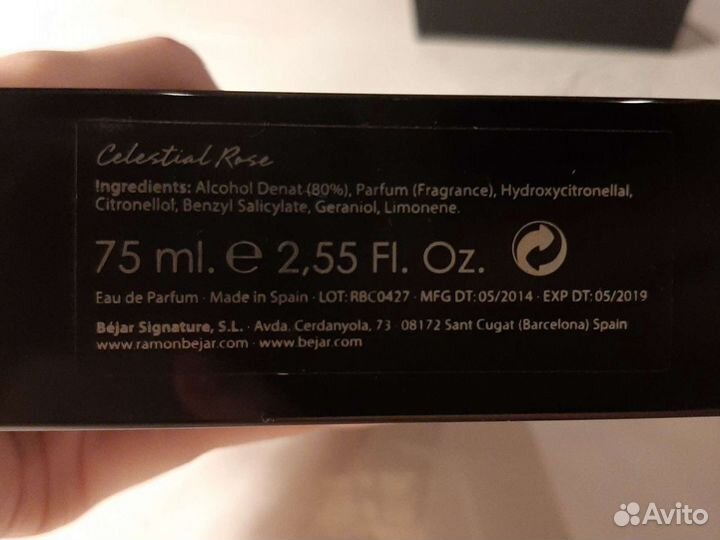 Celestial Rose
Ingredients: Alcohol Denat (80%), Parfum (Fragrance), Hydroxycitronellal,
Citronellol, Benzyl Salicylate, Geraniol, Limonene.
75 ml. e 2,55 Fl. Oz.
Eau de Parfum · Made in Spain · LOT: RBC0427 · MFG DT: 05/2014 · EXP DT: 05/2019
Béjar Signature, S.L. · Avda. Cerdanyola, 73 · 08172 Sant Cugat (Barcelona) Spain
www.ramonbejar.com · www.bejar.com
Avito